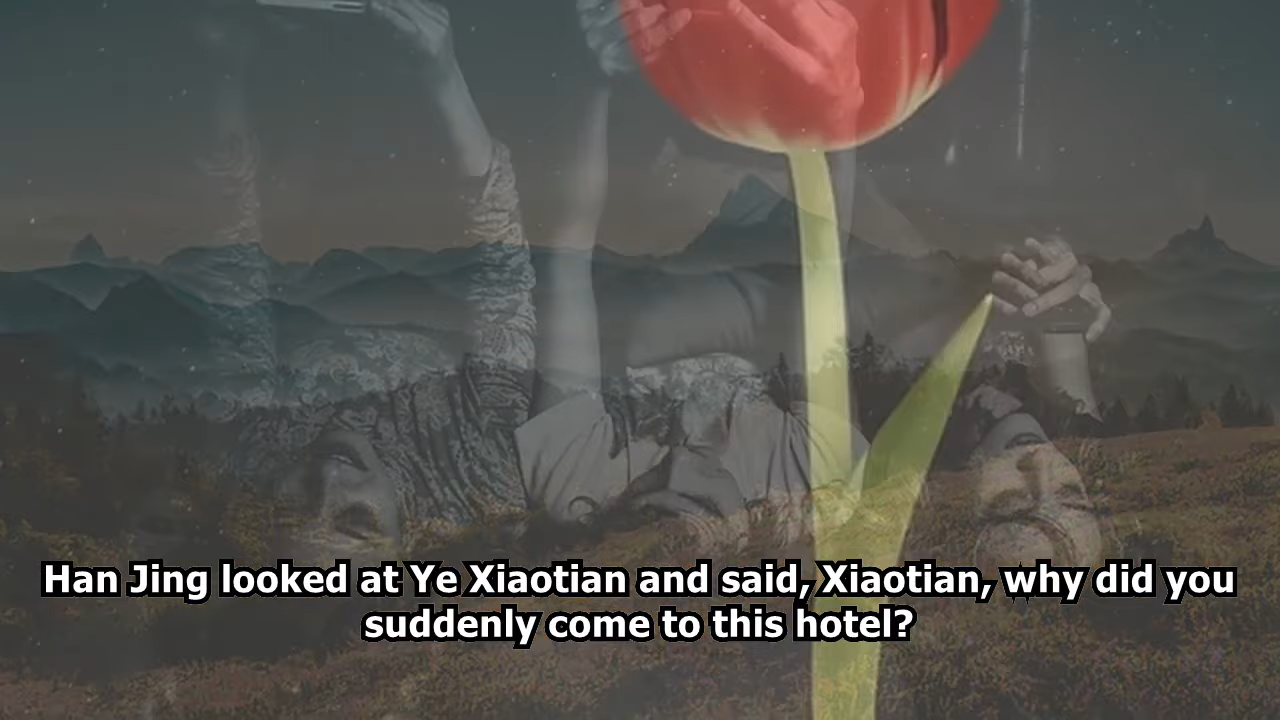 Han Jing looked at Ye Xiaotian and said, Xiaotian, why did you
suddenly come to this hotel?